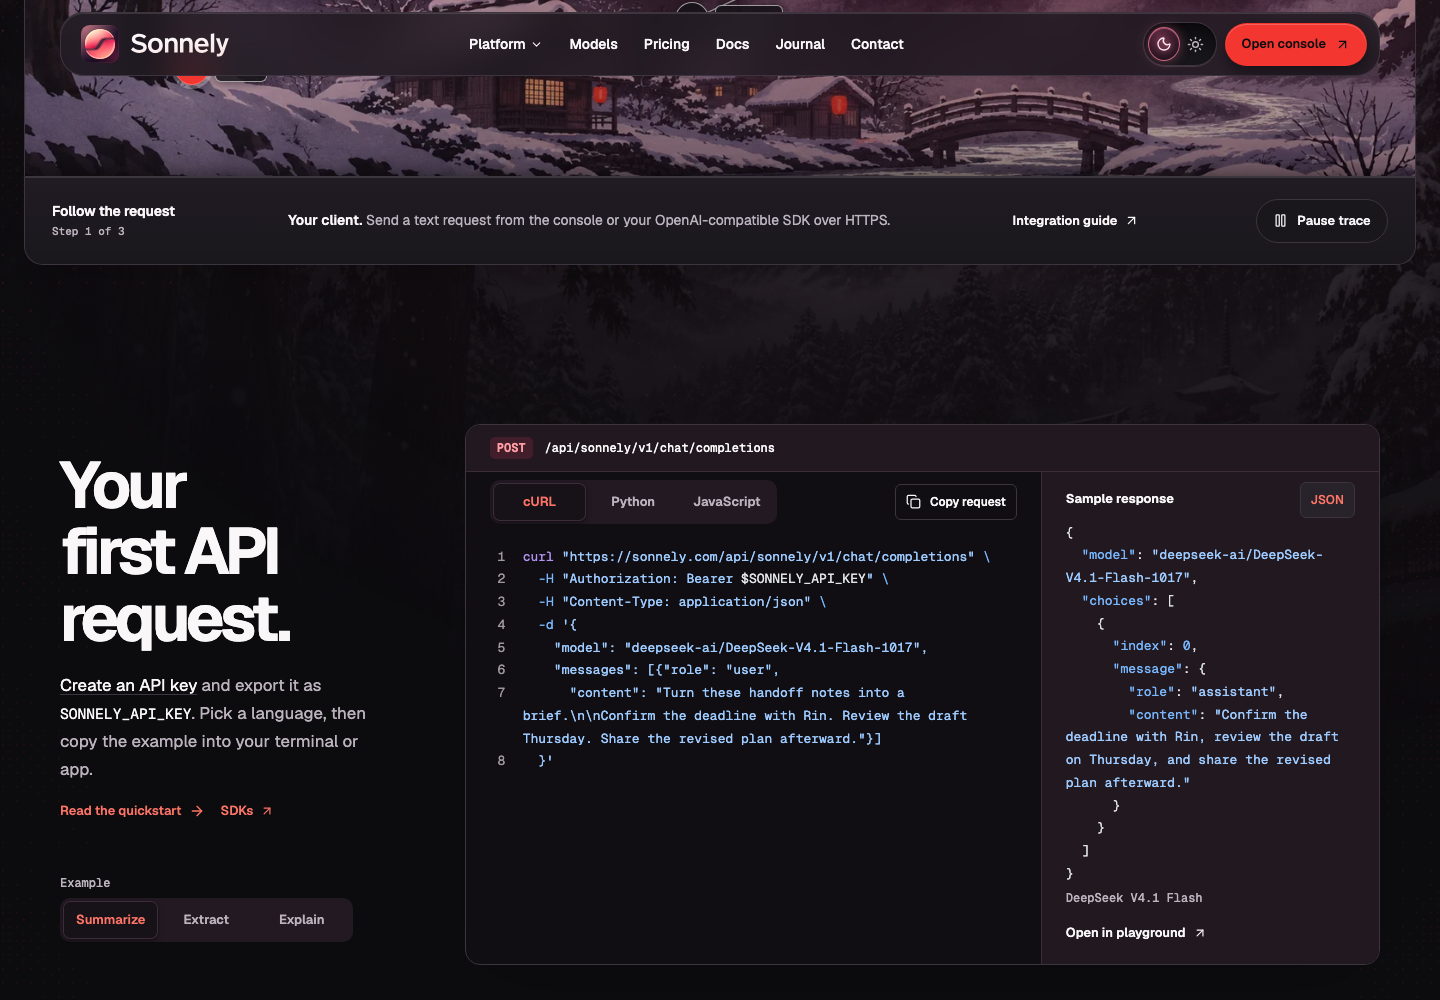 Sonnely
Platform
Models
Pricing
Docs
Journal
Contact
Open console
Follow the request
Step 1 of 3
Your client. Send a text request from the console or your OpenAI-compatible SDK over HTTPS.
Integration guide
Pause trace
Your
first API
request.
Create an API key and export it as
SONNELY_API_KEY. Pick a language, then
copy the example into your terminal or
app.
Read the quickstart
SDKs
Example
Summarize
Extract
Explain
POST /api/sonnely/v1/chat/completions
cURL
Python
JavaScript
Copy request
1 curl "https://sonnely.com/api/sonnely/v1/chat/completions" \
2 -H "Authorization: Bearer $SONNELY_API_KEY" \
3 -H "Content-Type: application/json" \
4 -d '{
5 "model": "deepseek-ai/DeepSeek-V4.1-Flash-1017",
6 "messages": [{"role": "user",
7 "content": "Turn these handoff notes into a
brief.\n\nConfirm the deadline with Rin. Review the draft
Thursday. Share the revised plan afterward."}]
8 }'
Sample response
JSON
{
"model": "deepseek-ai/DeepSeek-
V4.1-Flash-1017",
"choices": [
{
"index": 0,
"message": {
"role": "assistant",
"content": "Confirm the
deadline with Rin, review the draft
on Thursday, and share the revised
plan afterward."
}
}
]
}
DeepSeek V4.1 Flash
Open in playground